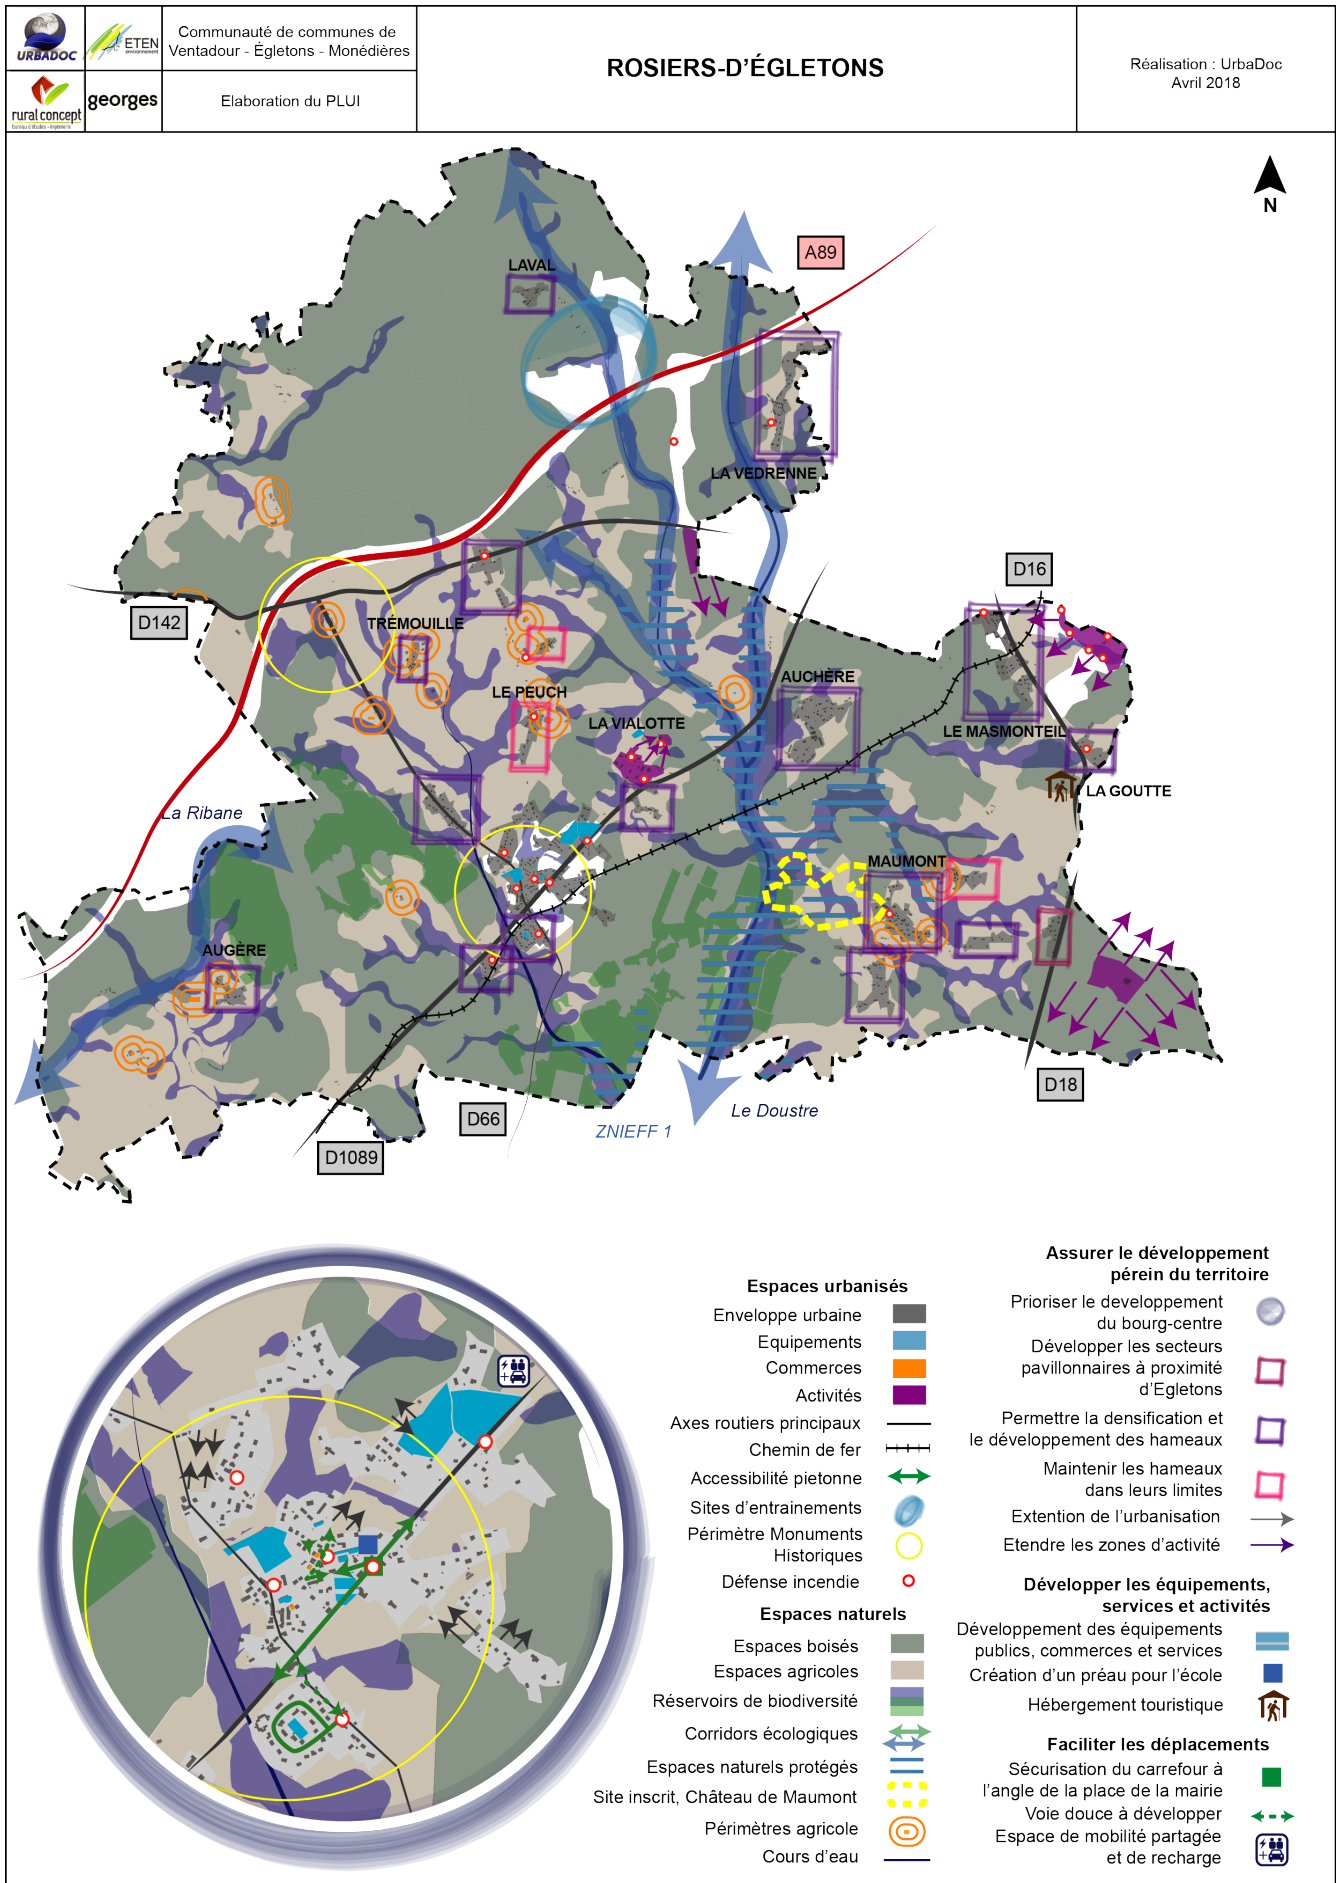 URBADOC
ETEN
environnement
rural concept
bureau d'études - ingénierie
georges
Communauté de communes de
Ventadour - Égletons - Monédières
Elaboration du PLUI
ROSIERS-D'ÉGLETONS
Réalisation : UrbaDoc
Avril 2018
N
A89
LAVAL
LA VEDRENNE
D16
D142
TRÉMOUILLE
LE PEUCH
LA VIALOTTE
AUCHÈRE
LE MASMONTEIL
LA GOUTTE
La Ribane
MAUMONT
AUGÈRE
D18
D66
Le Doustre
ZNIEFF 1
D1089
Espaces urbanisés
Enveloppe urbaine
Equipements
Commerces
Activités
Axes routiers principaux
Chemin de fer
Accessibilité pietonne
Sites d'entrainements
Périmètre Monuments
Historiques
Défense incendie
Espaces naturels
Espaces boisés
Espaces agricoles
Réservoirs de biodiversité
Corridors écologiques
Espaces naturels protégés
Site inscrit, Château de Maumont
Périmètres agricole
Cours d'eau
Assurer le développement
pérein du territoire
Prioriser le developpement
du bourg-centre
Développer les secteurs
pavillonnaires à proximité
d'Egletons
Permettre la densification et
le développement des hameaux
Maintenir les hameaux
dans leurs limites
Extention de l'urbanisation
Etendre les zones d'activité
Développer les équipements,
services et activités
Développement des équipements
publics, commerces et services
Création d'un préau pour l'école
Hébergement touristique
Faciliter les déplacements
Sécurisation du carrefour à
l'angle de la place de la mairie
Voie douce à développer
Espace de mobilité partagée
et de recharge